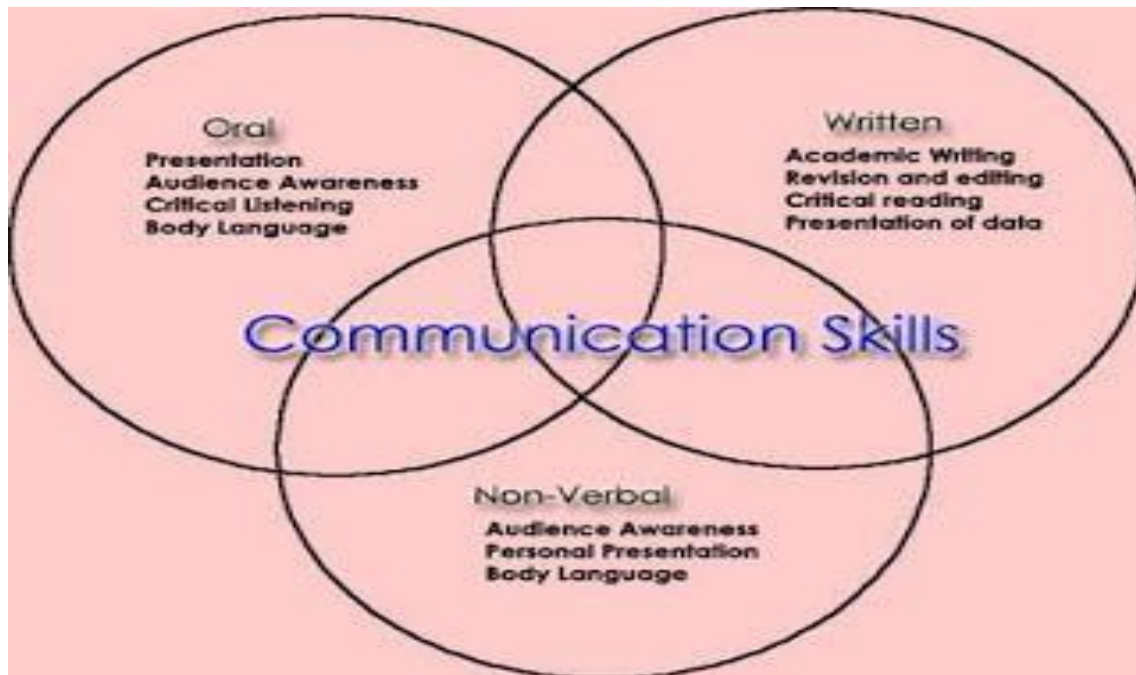 Oral
Presentation
Audience Awareness
Critical Listening
Body Language
Written
Academic Writing
Revision and editing
Critical reading
Presentation of data
Communication Skills
Non-Verbal
Audience Awareness
Personal Presentation
Body Language